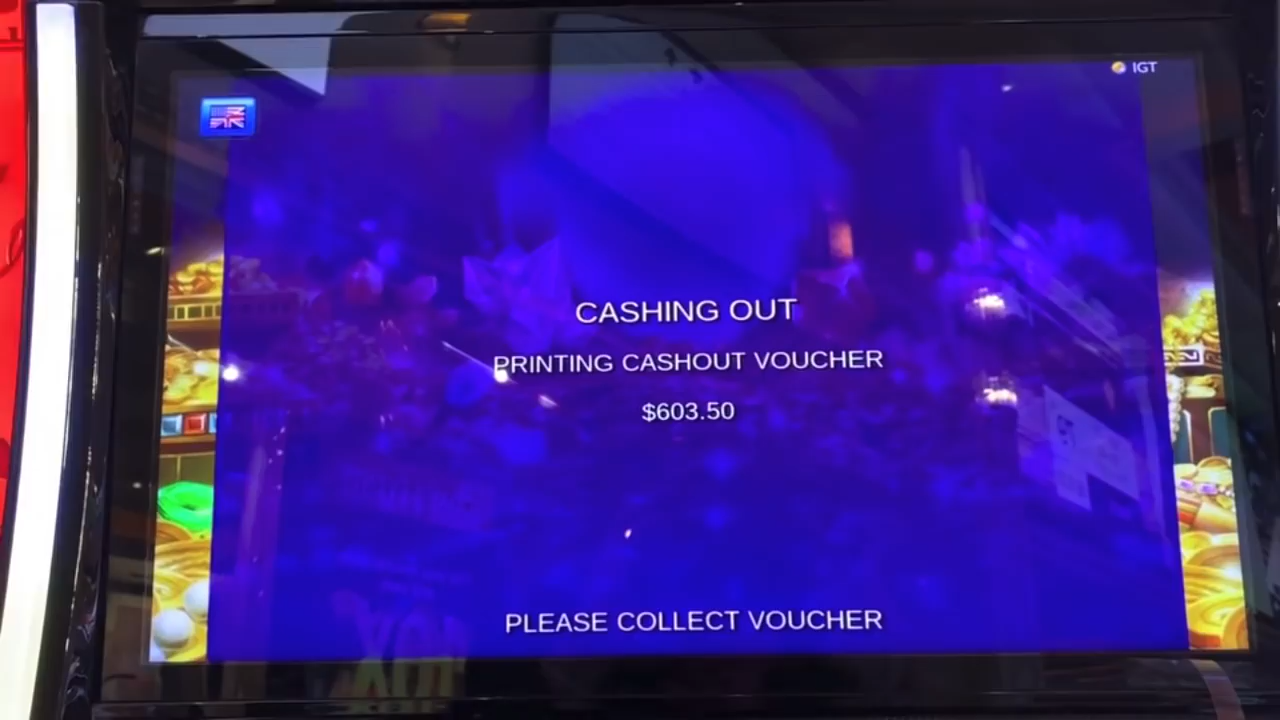 IGT
CASHING OUT
PRINTING CASHOUT VOUCHER
$603.50
PLEASE COLLECT VOUCHER